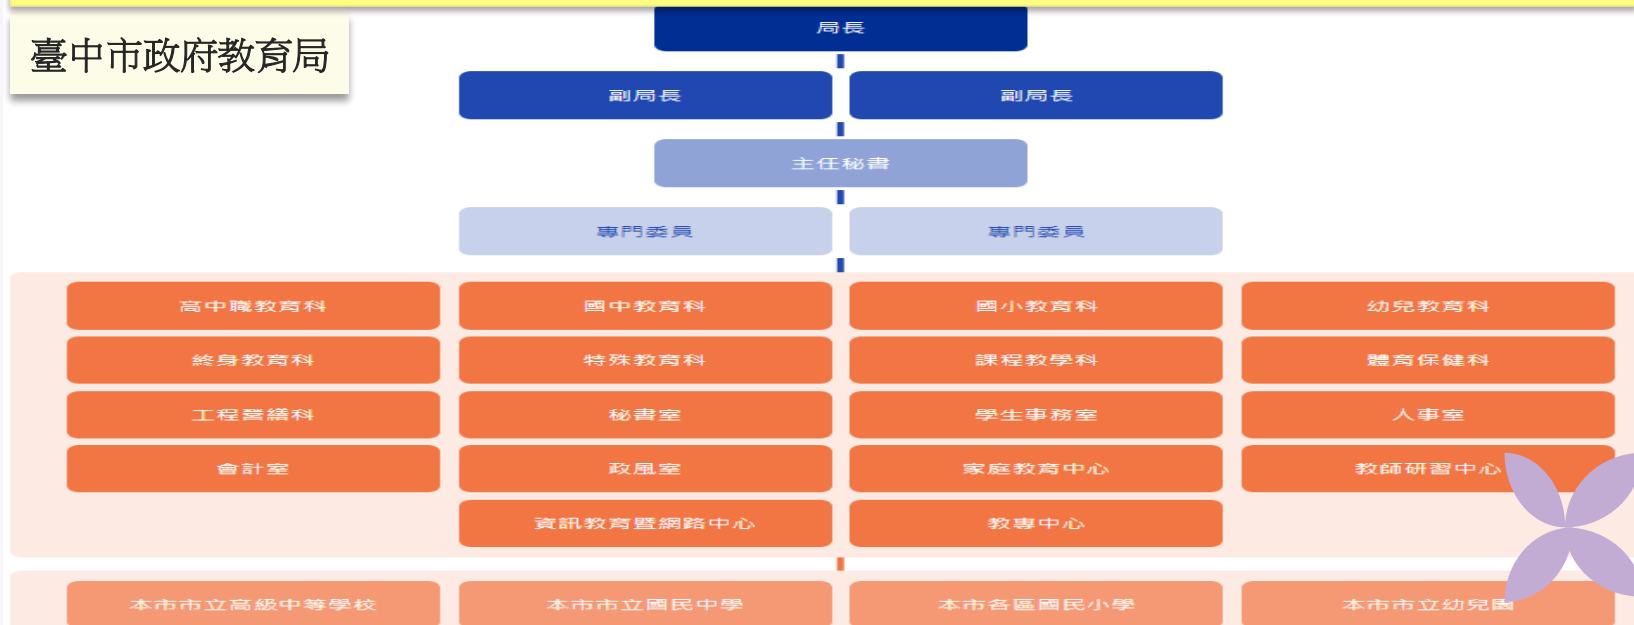 局長
臺中市政府教育局
副局長 副局長
主任秘書
專門委員 專門委員
高中職教育科 國中教育科 國小教育科 幼兒教育科
終身教育科 特殊教育科 課程教學科 體育保健科
工程營繕科 秘書室 學生事務室 人事室
會計室 政風室 家庭教育中心 教師研習中心
資訊教育暨網路中心 教專中心
本市市立高級中等學校 本市市立國民中學 本市各區國民小學 本市市立幼兒園